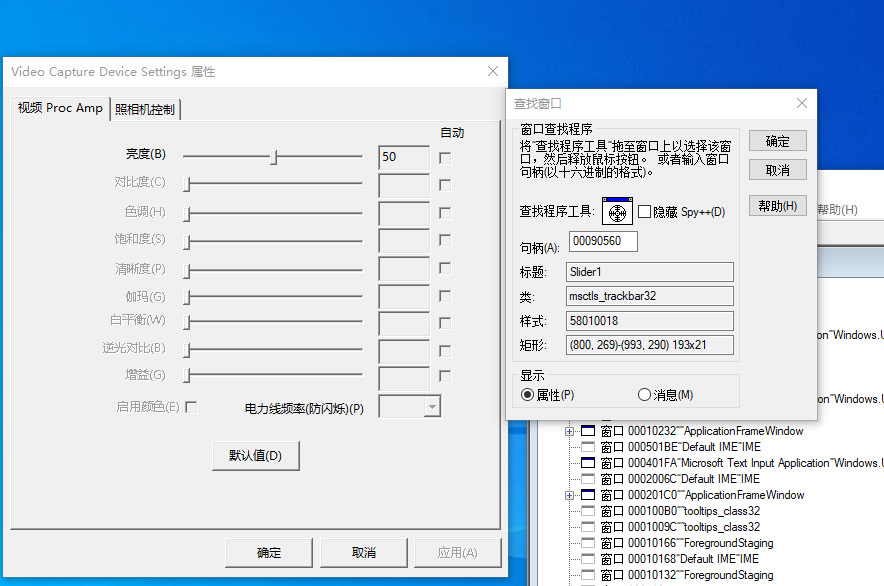 Video Capture Device Settings 属性
视频 Proc Amp
照相机控制
自动
亮度(B)
50
对比度(C)
色调(H)
饱和度(S)
清晰度(P)
伽玛(G)
白平衡(W)
逆光对比(B)
增益(G)
启用颜色(E)
电力线频率(防闪烁)(P)
默认值(D)
确定
取消
应用(A)
查找窗口
窗口查找程序
将"查找程序工具"拖至窗口上以选择该窗
口，然后释放鼠标按钮。 或者输入窗口
句柄(以十六进制的格式)。
查找程序工具:
隐藏 Spy++(D)
句柄(A):
00090560
标题:
Slider1
类:
msctls_trackbar32
样式:
58010018
矩形:
(800, 269)-(993, 290) 193x21
显示
属性(P)
消息(M)
确定
取消
帮助(H)
帮助(H)
on"Windows.U
on"Windows.U
窗口 00010232""ApplicationFrameWindow
窗口 000501BE"Default IME"IME
窗口 000401FA"Microsoft Text Input Application"Windows.U
窗口 0002006C"Default IME"IME
窗口 000201C0""ApplicationFrameWindow
窗口 000100B0""tooltips_class32
窗口 0001009C""tooltips_class32
窗口 00010166""ForegroundStaging
窗口 00010168"Default IME"IME
窗口 00010132""ForegroundStaging